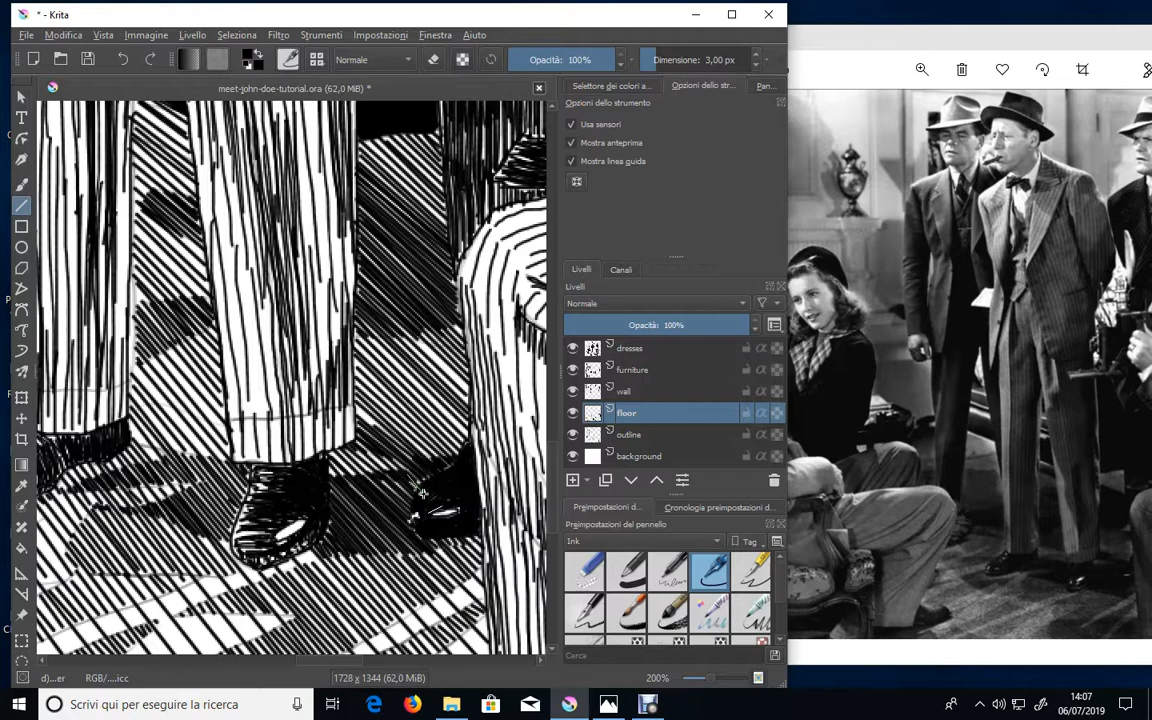 * - Krita
File Modifica Vista Immagine Livello Seleziona Filtro Strumenti Impostazioni Finestra Aiuto
Normale Opacità: 100% Dimensione: 3,00 px
meet-john-doe-tutorial.ora (62,0 MiB) *
Selettore dei colori a... Opzioni dello str... Pan...
Opzioni dello strumento
Usa sensori
Mostra anteprima
Mostra linea guida
Livelli Canali
Livelli
Normale
Opacità: 100%
dresses
furniture
wall
floor
outline
background
Preimpostazioni d... Cronologia preimpostazioni d...
Preimpostazioni del pennello
Ink Tag
Cerca
d)...er RGB/....icc 1728 x 1344 (62,0 MiB) 200%
Scrivi qui per eseguire la ricerca
14:07
06/07/2019